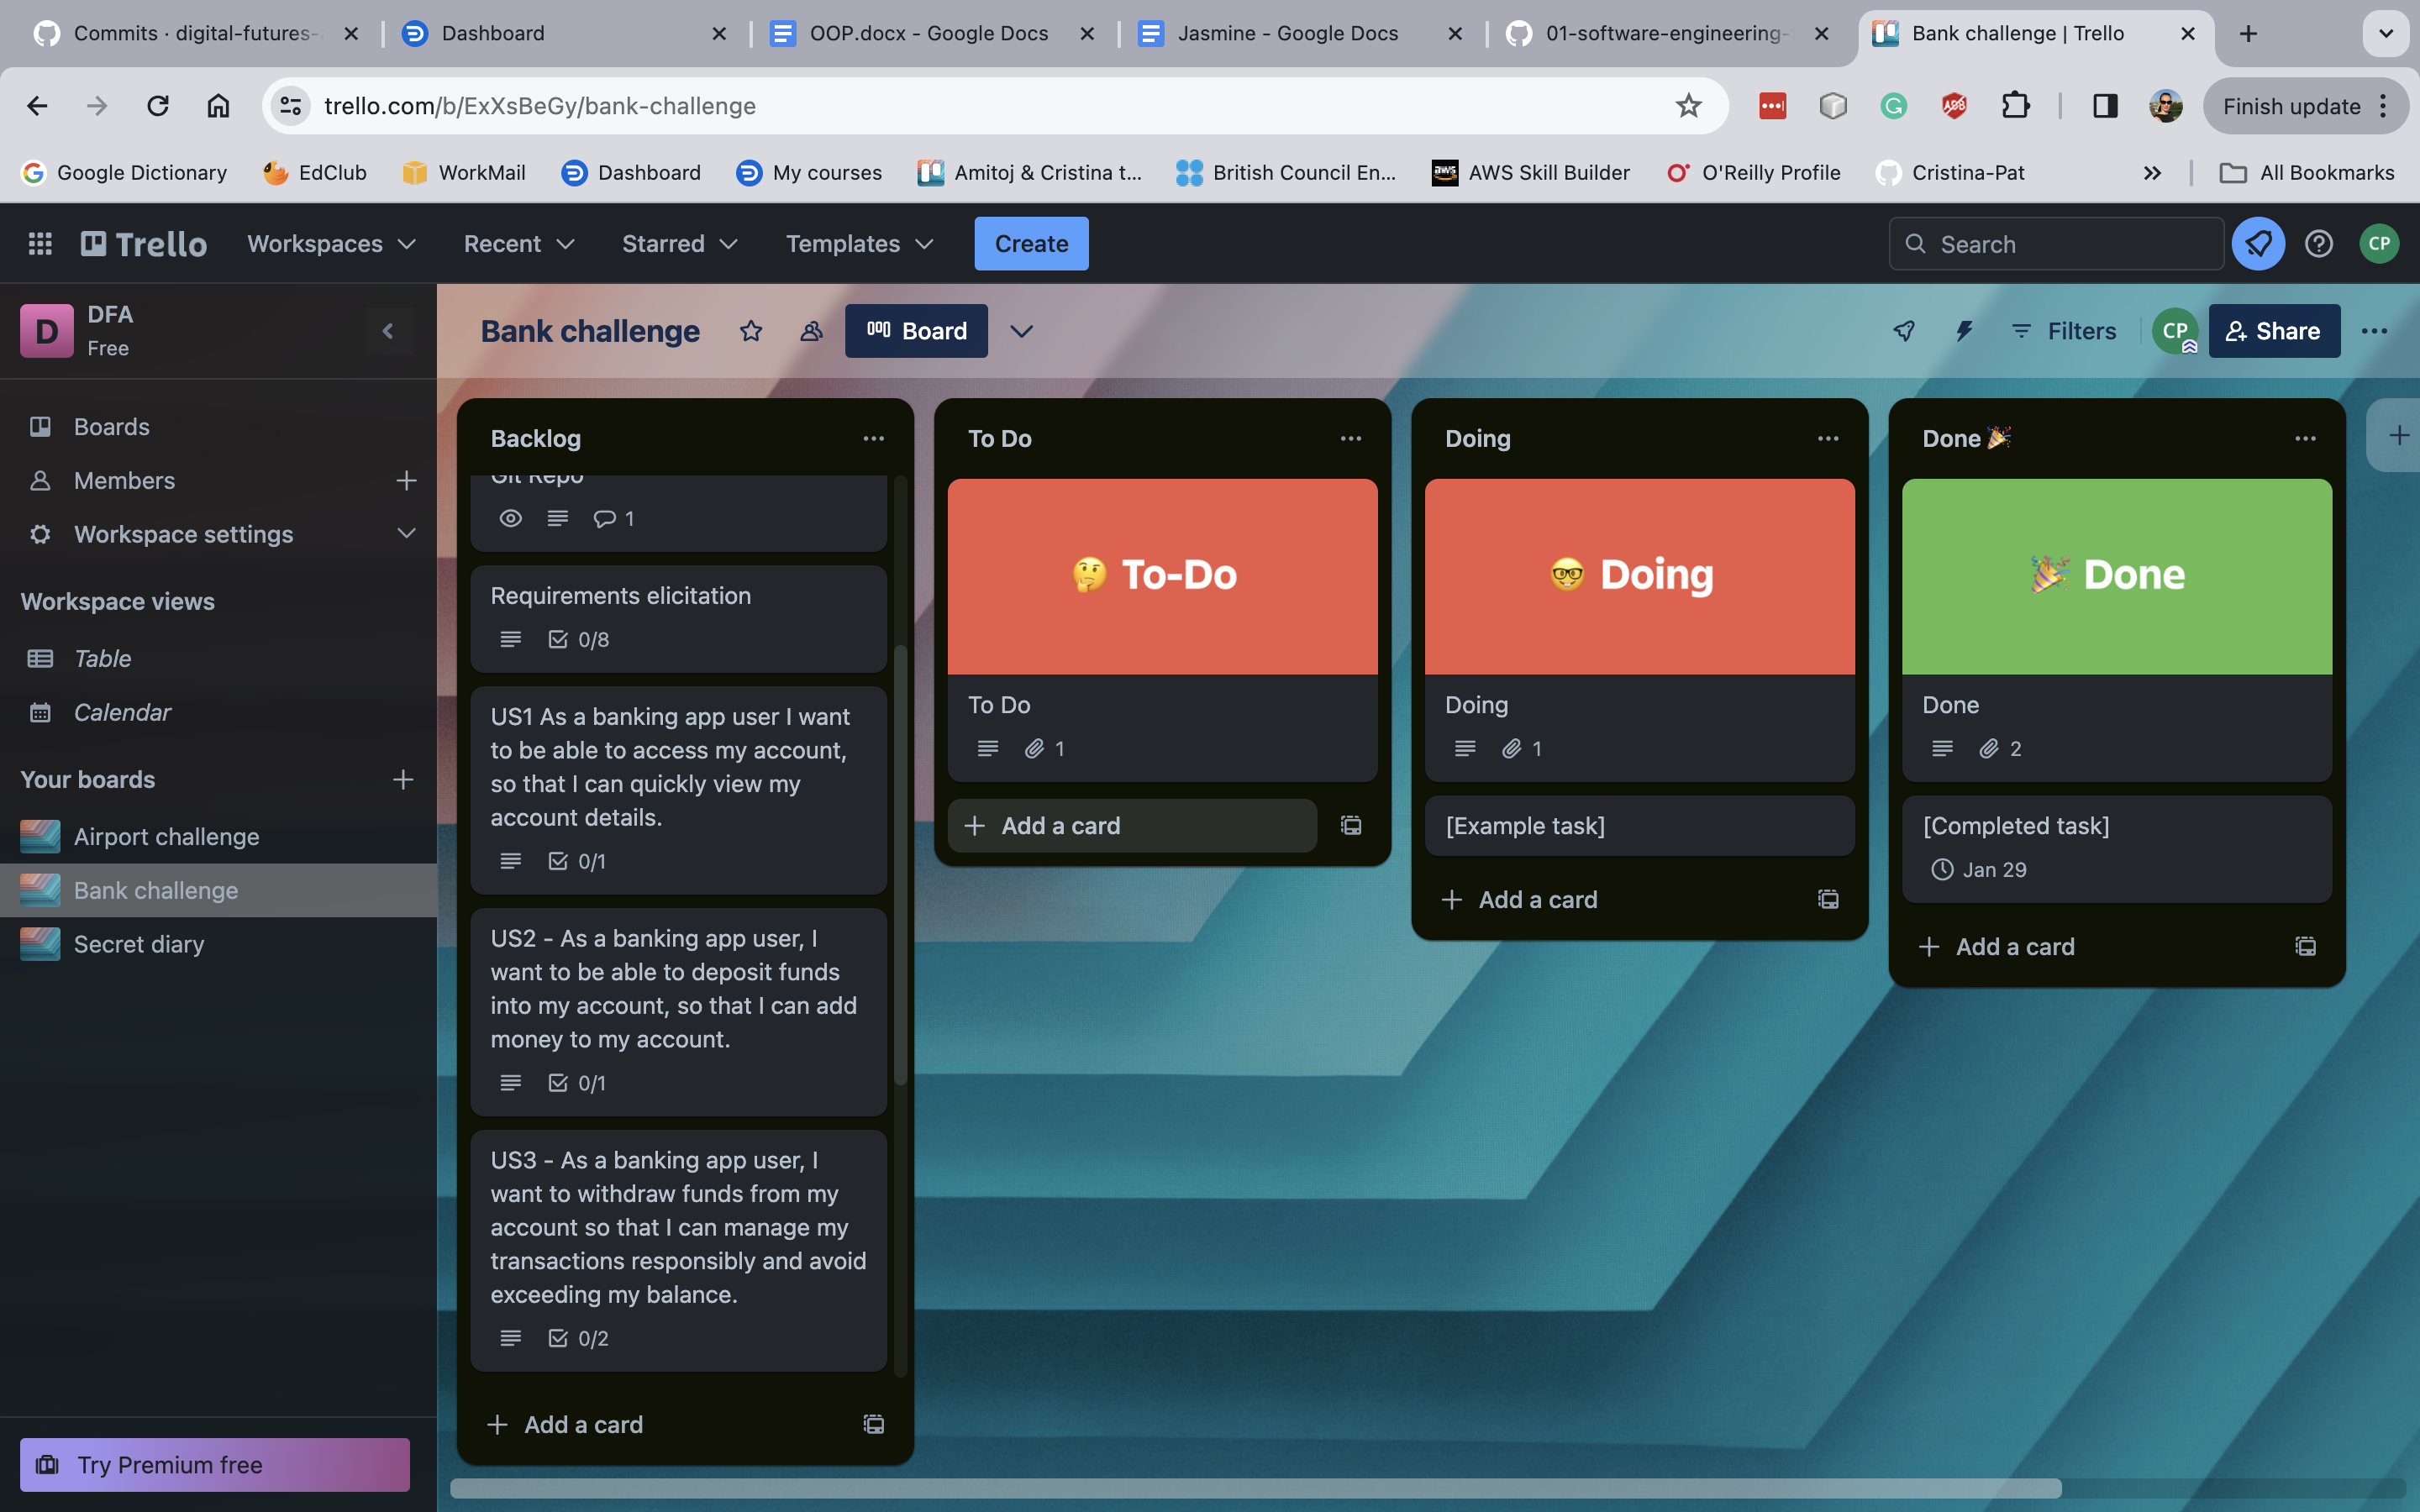 Commits · digital-futures-
Dashboard
OOP.docx - Google Docs
Jasmine - Google Docs
01-software-engineering-
Bank challenge | Trello
trello.com/b/ExXsBeGy/bank-challenge
Finish update
Google Dictionary
EdClub
WorkMail
Dashboard
My courses
Amitoj & Cristina t...
British Council En...
AWS Skill Builder
O'Reilly Profile
Cristina-Pat
All Bookmarks
Trello
Workspaces
Recent
Starred
Templates
Create
Search
CP
D
DFA
Free
Boards
Members
Workspace settings
Workspace views
Table
Calendar
Your boards
Airport challenge
Bank challenge
Secret diary
Try Premium free
Bank challenge
Board
Filters
CP
Share
Backlog
Git Repo
1
Requirements elicitation
0/8
US1 As a banking app user I want
to be able to access my account,
so that I can quickly view my
account details.
0/1
US2 - As a banking app user, I
want to be able to deposit funds
into my account, so that I can add
money to my account.
0/1
US3 - As a banking app user, I
want to withdraw funds from my
account so that I can manage my
transactions responsibly and avoid
exceeding my balance.
0/2
+ Add a card
To Do
🤔 To-Do
To Do
1
+ Add a card
Doing
🤓 Doing
Doing
1
[Example task]
+ Add a card
Done 🎉
🎉 Done
Done
2
[Completed task]
Jan 29
+ Add a card